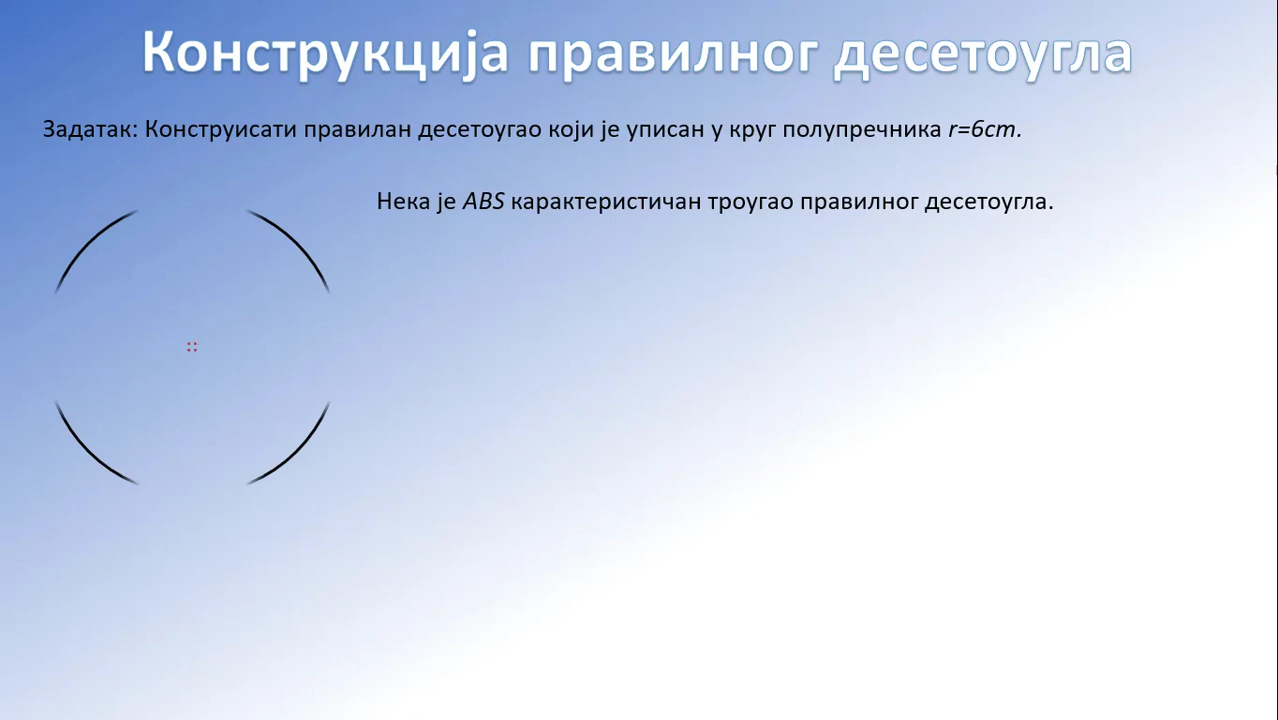 Конструкција правилног десетоугла
Задатак: Конструисати правилан десетоугао који је уписан у круг полупречника r=6cm.
Нека је ABS карактеристичан троугао правилног десетоугла.